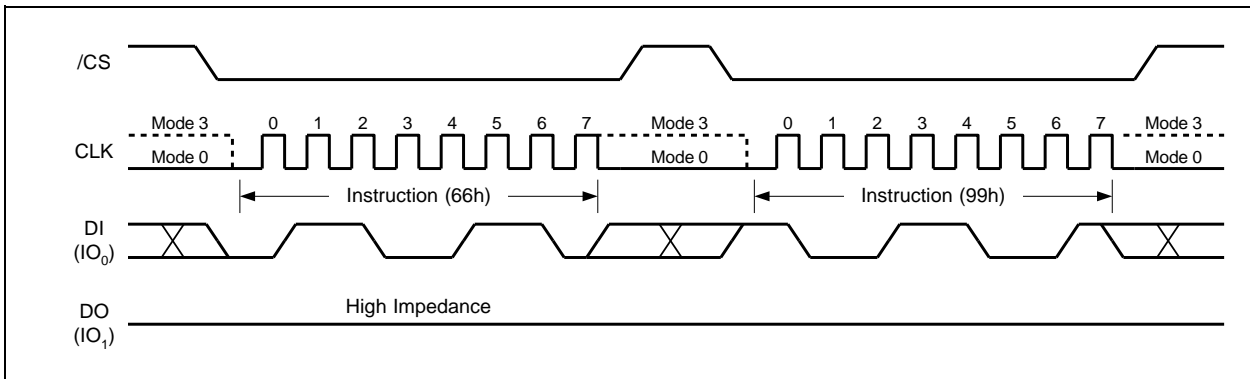 /CS
Mode 3 0 1 2 3 4 5 6 7 Mode 3 0 1 2 3 4 5 6 7 Mode 3
CLK
Mode 0 Mode 0 Mode 0
Instruction (66h) Instruction (99h)
DI
(IO0)
High Impedance
DO
(IO1)